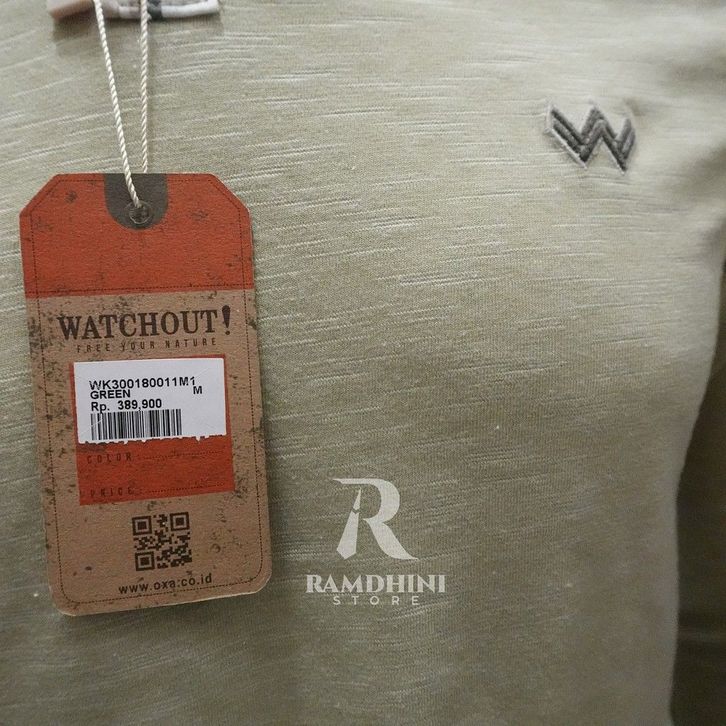 WATCHOUT!
FREE YOUR NATURE
WK300180011M1
GREEN M
Rp. 389,900
COLOR :
PRICE :
www.oxa.co.id
W
R
RAMDHINI
STORE